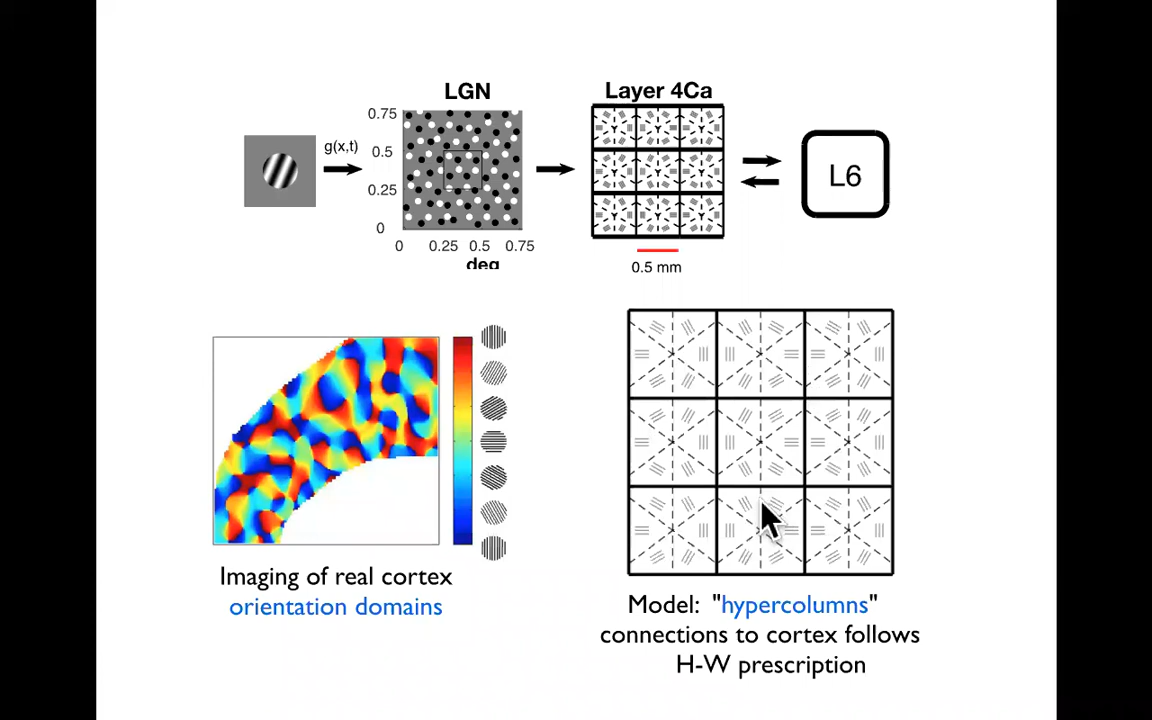 LGN
Layer 4Ca
g(x,t)
0.75
0.5
0.25
0
0 0.25 0.5 0.75
deg
L6
0.5 mm
Imaging of real cortex
orientation domains
Model: "hypercolumns"
connections to cortex follows
H-W prescription